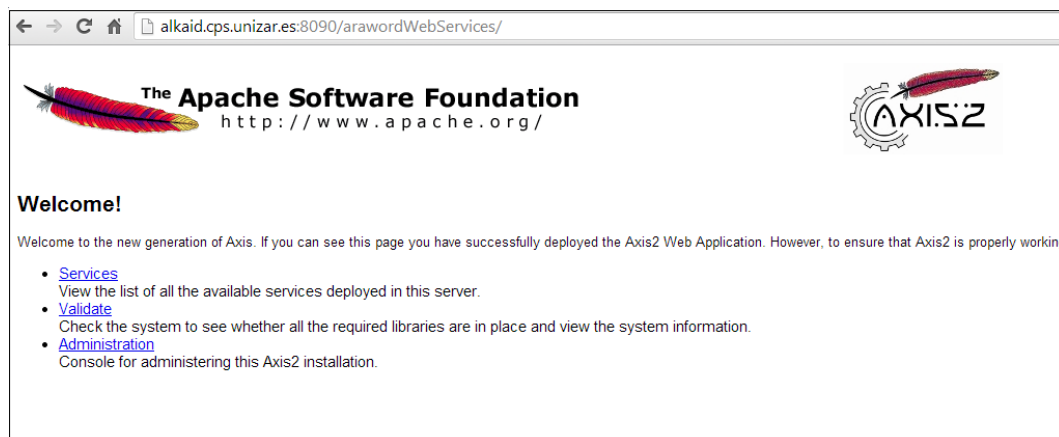 alkaid.cps.unizar.es:8090/arawordWebServices/
The Apache Software Foundation
http://www.apache.org/
AXIS2
Welcome!
Welcome to the new generation of Axis. If you can see this page you have successfully deployed the Axis2 Web Application. However, to ensure that Axis2 is properly workin
Services
View the list of all the available services deployed in this server.
Validate
Check the system to see whether all the required libraries are in place and view the system information.
Administration
Console for administering this Axis2 installation.